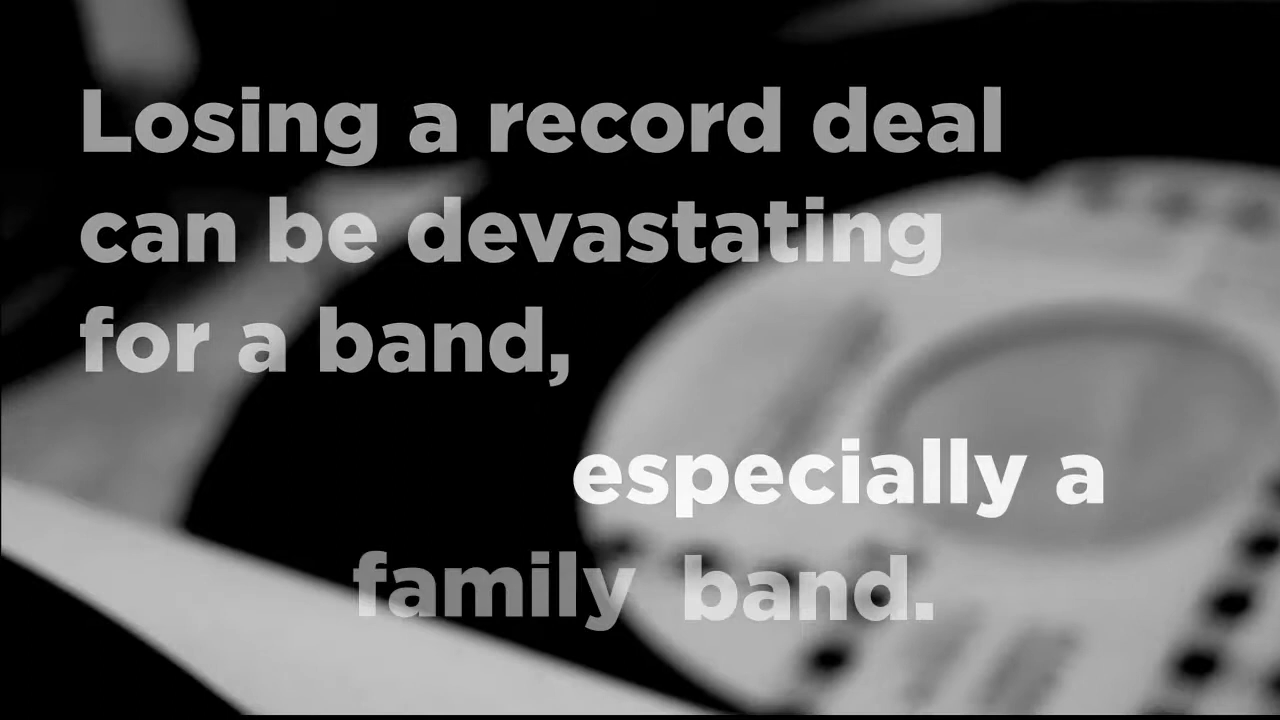 Losing a record deal
can be devastating
for a band,
especially a
family band.